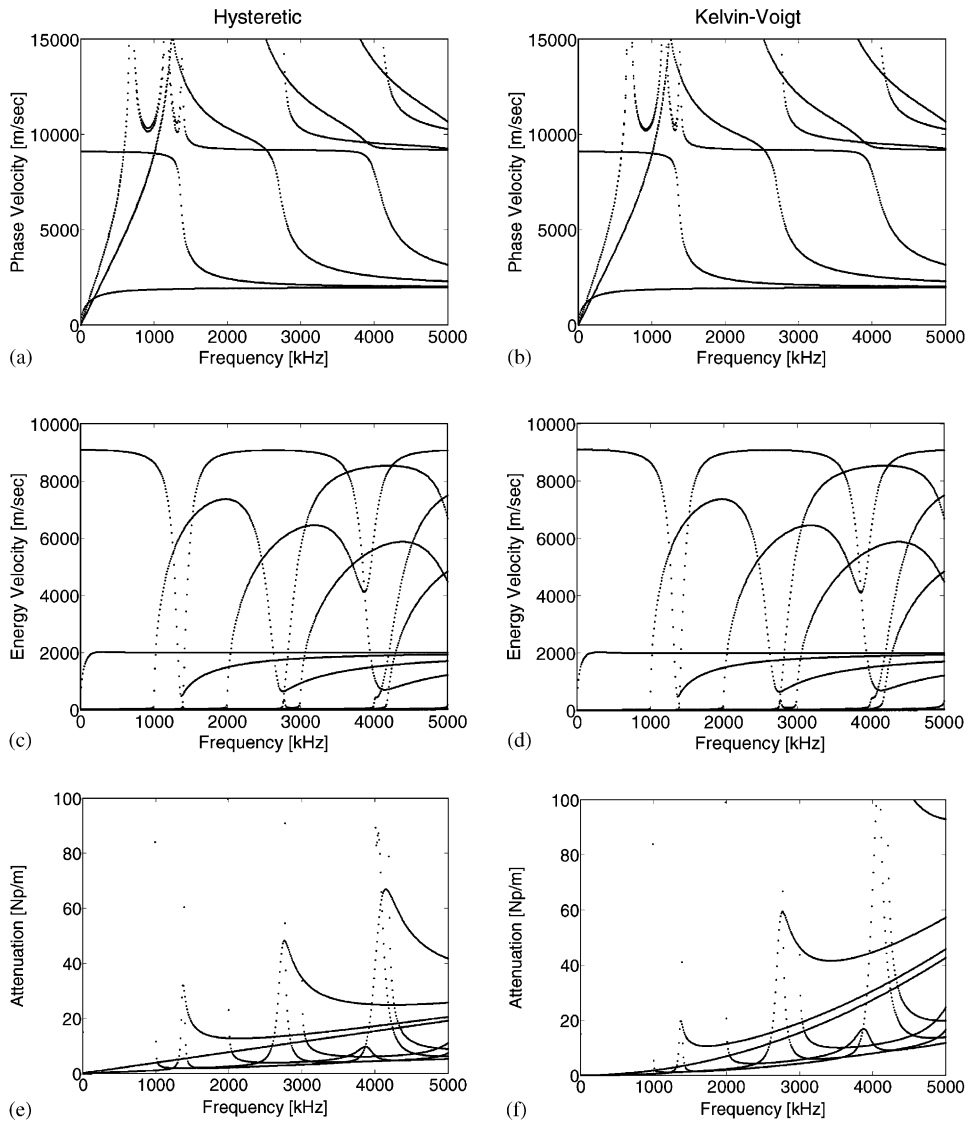 Hysteretic
Kelvin-Voigt
15000
10000
5000
0
Phase Velocity [m/sec]
0 1000 2000 3000 4000 5000
Frequency [kHz]
(a)
15000
10000
5000
0
Phase Velocity [m/sec]
0 1000 2000 3000 4000 5000
Frequency [kHz]
(b)
10000
8000
6000
4000
2000
0
Energy Velocity [m/sec]
0 1000 2000 3000 4000 5000
Frequency [kHz]
(c)
10000
8000
6000
4000
2000
0
Energy Velocity [m/sec]
0 1000 2000 3000 4000 5000
Frequency [kHz]
(d)
100
80
60
40
20
0
Attenuation [Np/m]
0 1000 2000 3000 4000 5000
Frequency [kHz]
(e)
100
80
60
40
20
0
Attenuation [Np/m]
0 1000 2000 3000 4000 5000
Frequency [kHz]
(f)